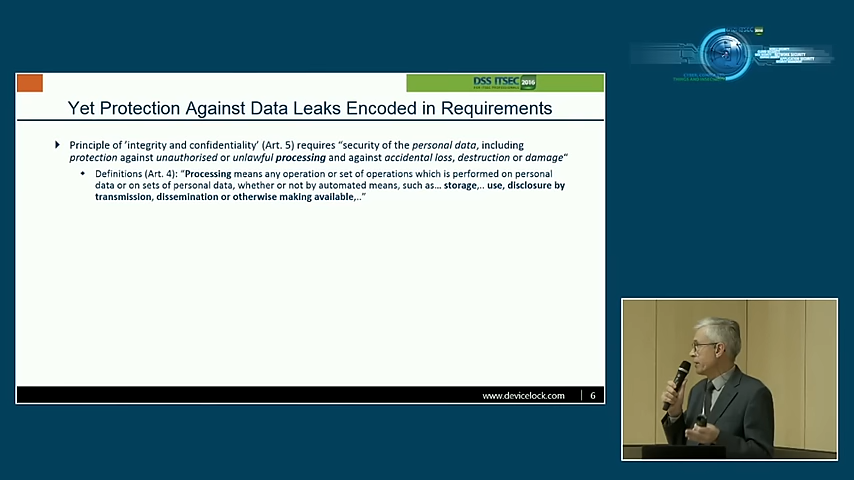 DSS ITSEC 2016
Yet Protection Against Data Leaks Encoded in Requirements
Principle of 'integrity and confidentiality' (Art. 5) requires "security of the personal data, including
protection against unauthorised or unlawful processing and against accidental loss, destruction or damage"
Definitions (Art. 4): "Processing means any operation or set of operations which is performed on personal
data or on sets of personal data, whether or not by automated means, such as… storage,.. use, disclosure by
transmission, dissemination or otherwise making available,.."
www.devicelock.com
6